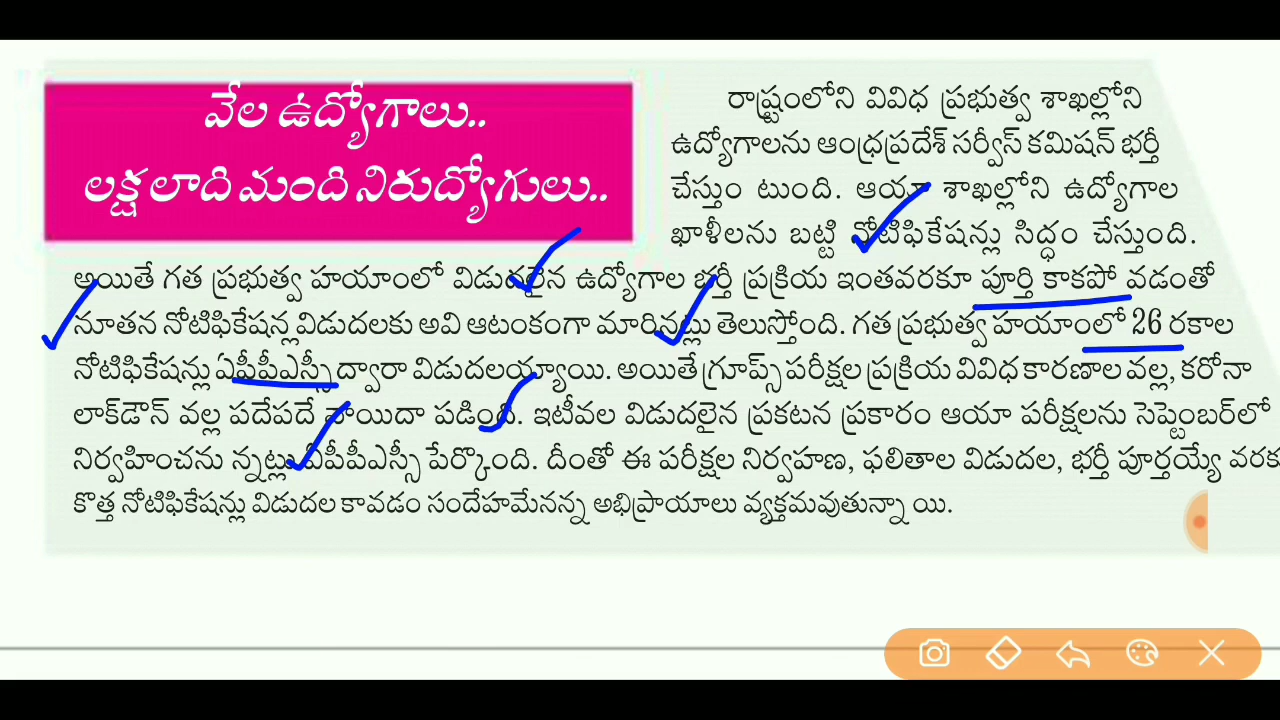 వేల ఉద్యోగాలు..
లక్షలాది మంది నిరుద్యోగులు..
రాష్ట్రంలోని వివిధ ప్రభుత్వ శాఖల్లోని
ఉద్యోగాలను ఆంధ్రప్రదేశ్ సర్వీస్ కమిషన్ భర్తీ
చేస్తుం టుంది. ఆయా శాఖల్లోని ఉద్యోగాల
ఖాళీలను బట్టి నోటిఫికేషన్లు సిద్ధం చేస్తుంది.
అయితే గత ప్రభుత్వ హయాంలో విడుదలైన ఉద్యోగాల భర్తీ ప్రక్రియ ఇంతవరకూ పూర్తి కాకపో వడంతో
నూతన నోటిఫికేషన్ల విడుదలకు అవి ఆటంకంగా మారినట్లు తెలుస్తోంది. గత ప్రభుత్వ హయాంలో 26 రకాల
నోటిఫికేషన్లు ఏపీపీఎస్సీ ద్వారా విడుదలయ్యాయి. అయితే గ్రూప్స్ పరీక్షల ప్రక్రియ వివిధ కారణాల వల్ల, కరోనా
లాక్‌డౌన్ వల్ల పదేపదే వాయిదా పడింది. ఇటీవల విడుదలైన ప్రకటన ప్రకారం ఆయా పరీక్షలను సెప్టెంబర్‌లో
నిర్వహించను న్నట్లు ఏపీపీఎస్సీ పేర్కొంది. దీంతో ఈ పరీక్షల నిర్వహణ, ఫలితాల విడుదల, భర్తీ పూర్తయ్యే వరకు
కొత్త నోటిఫికేషన్లు విడుదల కావడం సందేహమేనన్న అభిప్రాయాలు వ్యక్తమవుతున్నా యి.